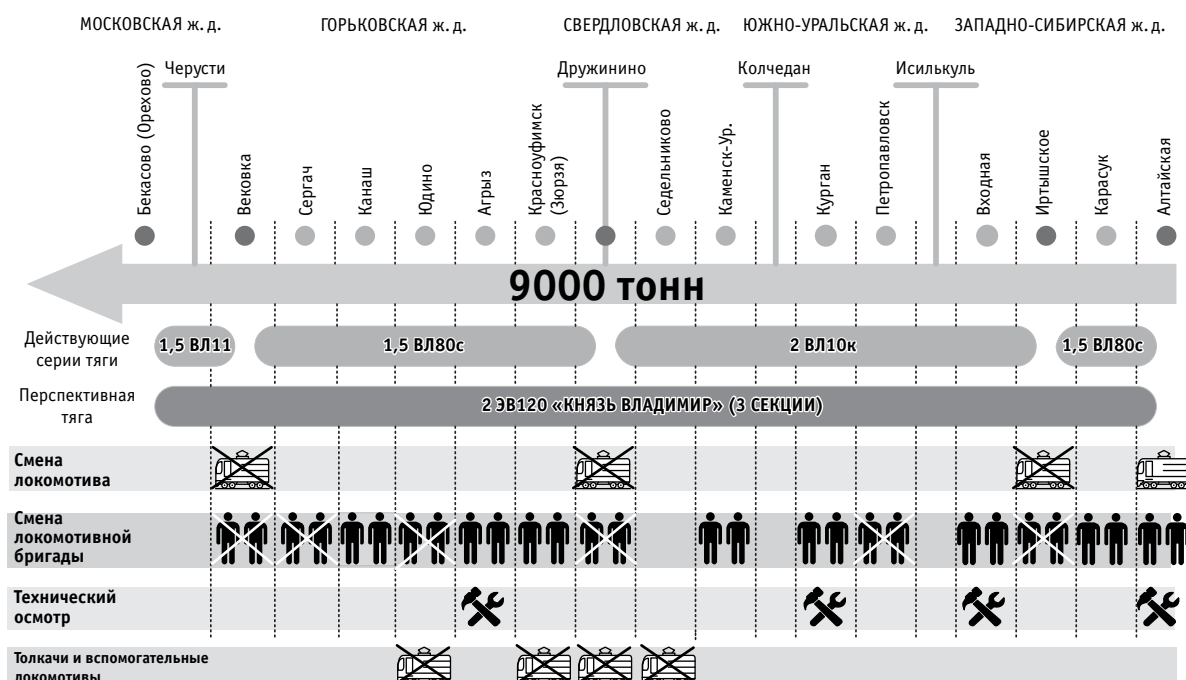 МОСКОВСКАЯ ж. д.
ГОРЬКОВСКАЯ ж. д.
СВЕРДЛОВСКАЯ ж. д.
ЮЖНО-УРАЛЬСКАЯ ж. д.
ЗАПАДНО-СИБИРСКАЯ ж. д.
Черусти
Дружинино
Колчедан
Исилькуль
Бекасово (Орехово)
Вековка
Сергач
Канаш
Юдино
Агрыз
Красноуфимск
(Зюрзя)
Седельниково
Каменск-Ур.
Курган
Петропавловск
Входная
Иртышское
Карасук
Алтайская
9000 тонн
Действующие
серии тяги
1,5 ВЛ11
1,5 ВЛ80с
2 ВЛ10к
1,5 ВЛ80с
Перспективная
тяга
2 ЭВ120 «КНЯЗЬ ВЛАДИМИР» (3 СЕКЦИИ)
Смена
локомотива
Смена
локомотивной
бригады
Технический
осмотр
Толкачи и вспомогательные
локомотивы